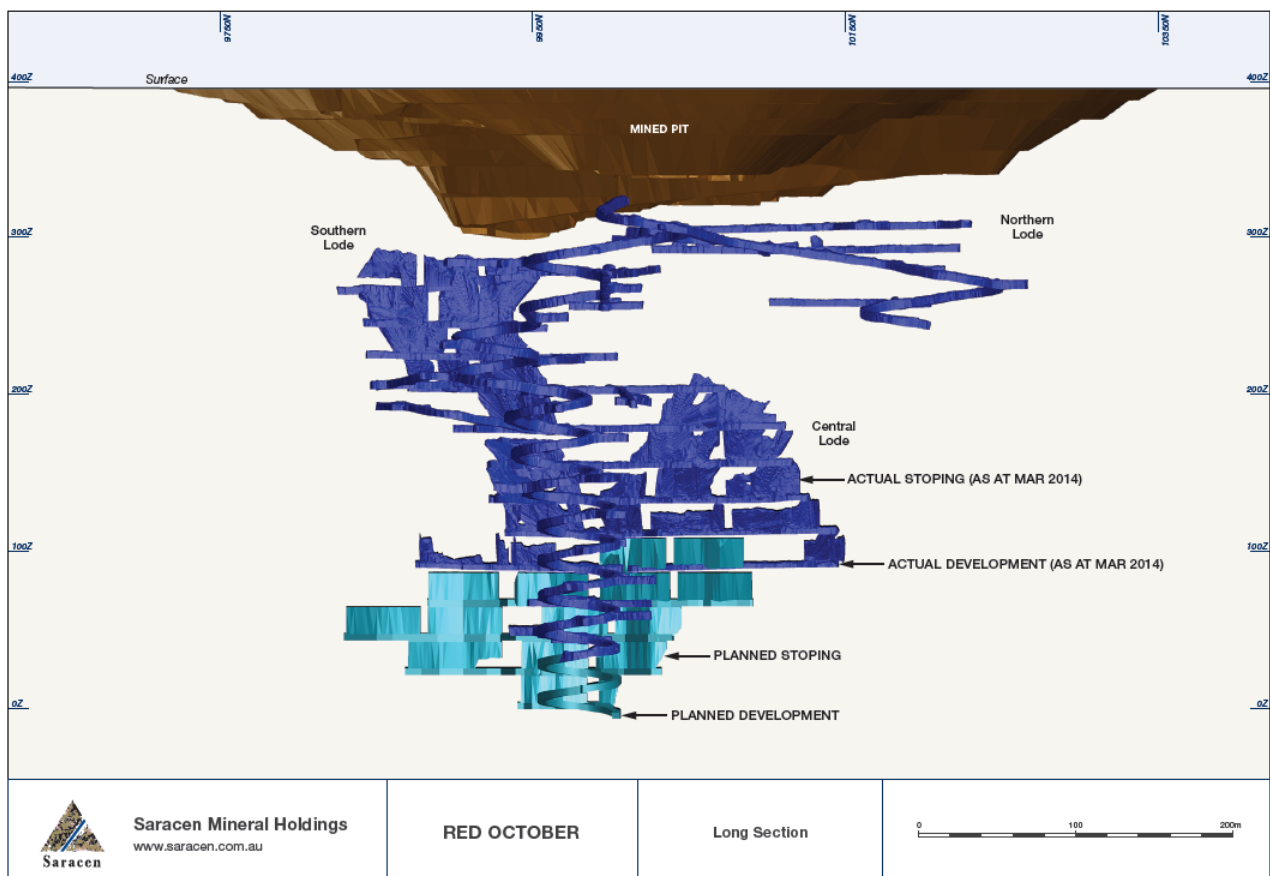 9750N
9950N
10150N
10350N
400Z
Surface
400Z
MINED PIT
Southern
Lode
Northern
Lode
300Z
300Z
200Z
200Z
Central
Lode
ACTUAL STOPING (AS AT MAR 2014)
100Z
100Z
ACTUAL DEVELOPMENT (AS AT MAR 2014)
PLANNED STOPING
0Z
0Z
PLANNED DEVELOPMENT
Saracen
Saracen Mineral Holdings
www.saracen.com.au
RED OCTOBER
Long Section
0
100
200m